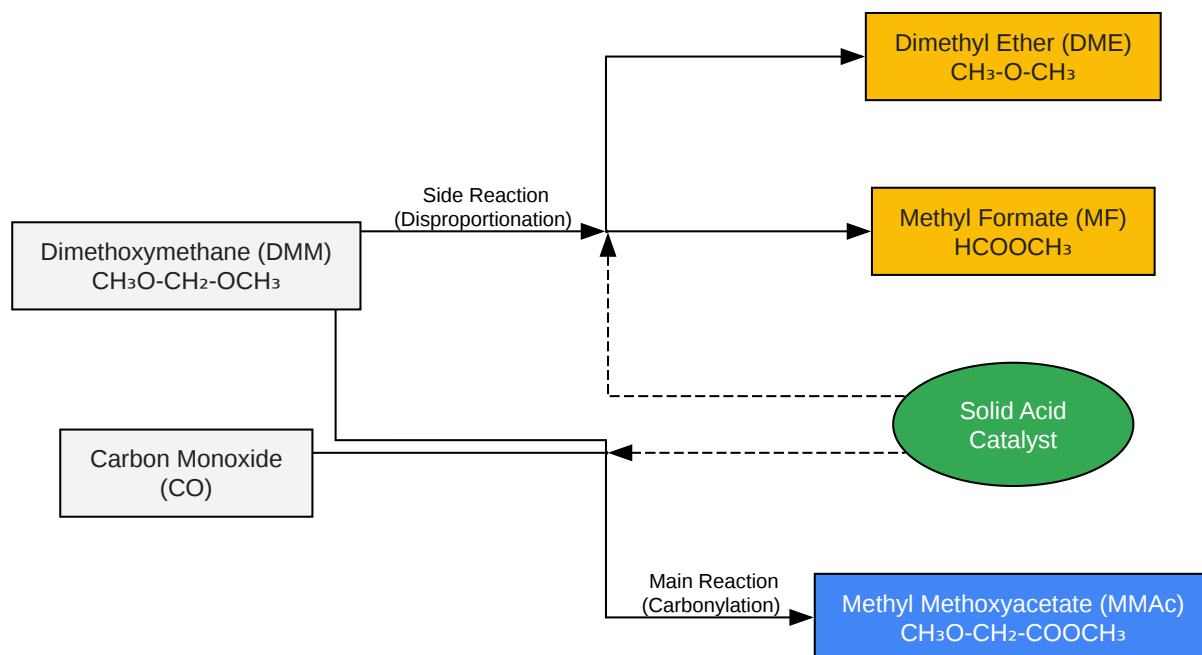 Dimethyl Ether (DME)
CH₃-O-CH₃
Side Reaction
(Disproportionation)
Methyl Formate (MF)
HCOOCH₃
Dimethoxymethane (DMM)
CH₃O-CH₂-OCH₃
Solid Acid
Catalyst
Carbon Monoxide
(CO)
Main Reaction
(Carbonylation)
Methyl Methoxyacetate (MMAc)
CH₃O-CH₂-COOCH₃